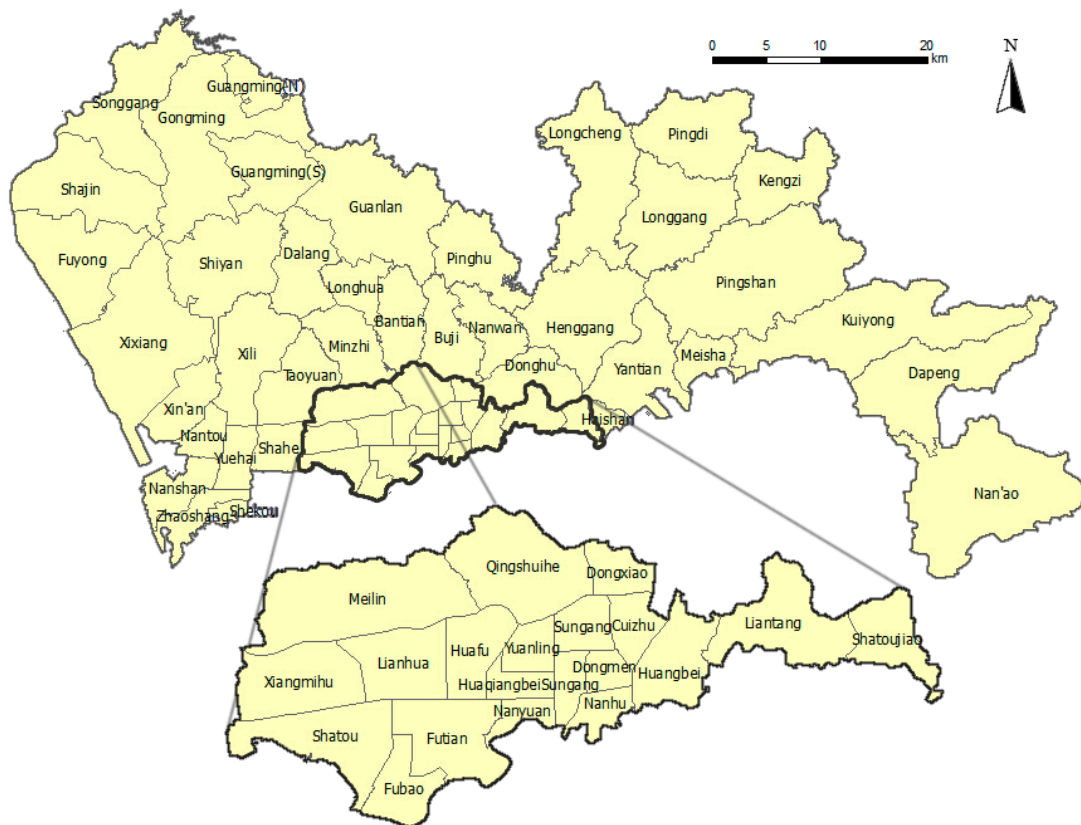 0 5 10 20
km
N
Guangming(N)
Songgang
Gongming
Longcheng
Pingdi
Guangming(S)
Kengzi
Shajin
Guanlan
Longgang
Fuyong
Shiyan
Dalang
Pinghu
Longhua
Pingshan
Bantian
Kuiyong
Xixiang
Xili
Minzhi
Buji
Nanwan
Henggang
Meisha
Taoyuan
Donghu
Yantian
Dapeng
Xin'an
Haishan
Nantou
Shahe
Yuehai
Nanshan
Nan'ao
Zhaoshang
Shekou
Qingshuihe
Dongxiao
Meilin
Sungang
Cuizhu
Liantang
Huafu
Yuanling
Shatoujiao
Lianhua
Dongmen
Huangbei
Xiangmihu
Huaqiangbei
Sungang
Nanyuan
Nanhu
Shatou
Futian
Fubao